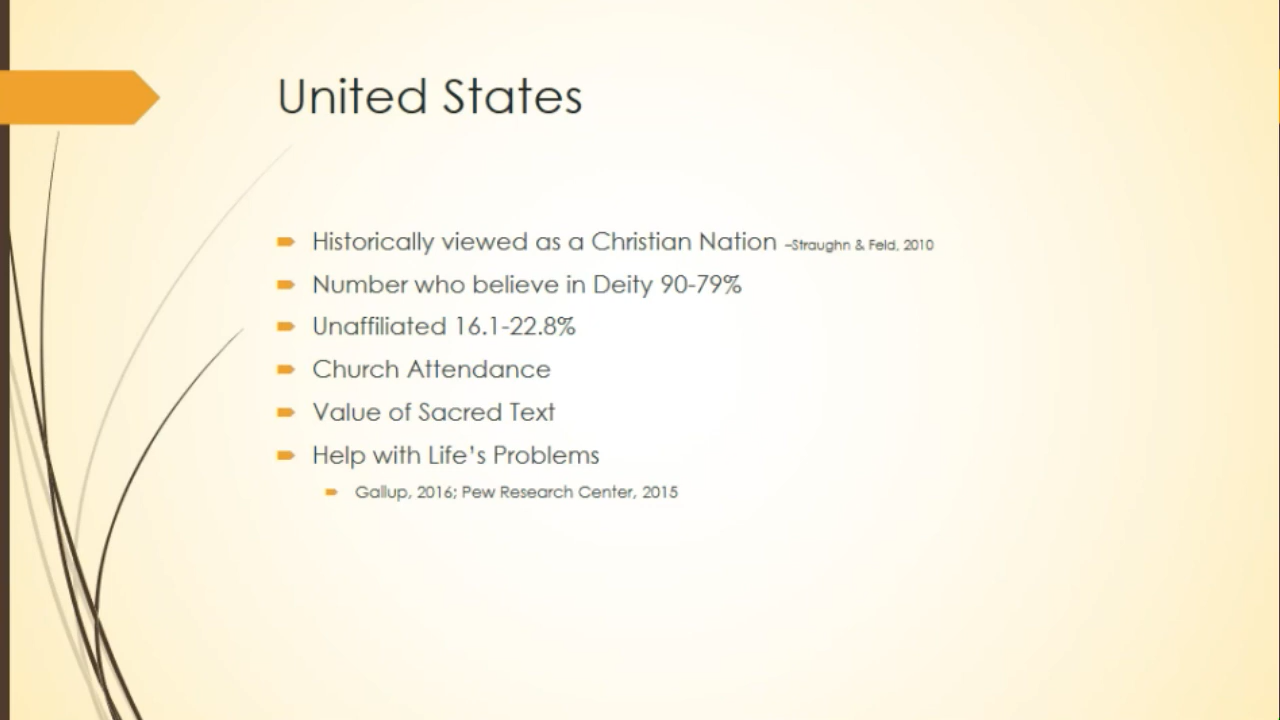 United States
Historically viewed as a Christian Nation –Straughn & Feld, 2010
Number who believe in Deity 90-79%
Unaffiliated 16.1-22.8%
Church Attendance
Value of Sacred Text
Help with Life's Problems
Gallup, 2016; Pew Research Center, 2015